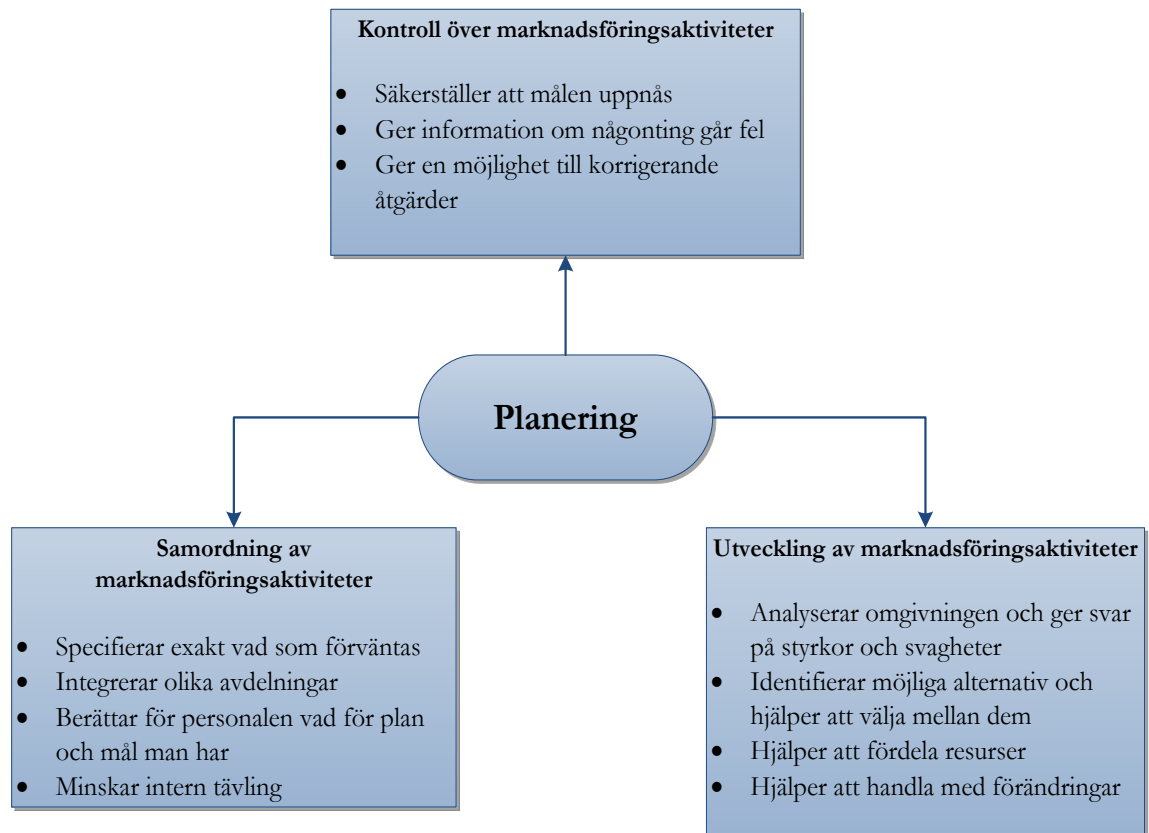 Kontroll över marknadsföringsaktiviteter
• Säkerställer att målen uppnås
• Ger information om någonting går fel
• Ger en möjlighet till korrigerande
åtgärder
Planering
Samordning av
marknadsföringsaktiviteter
• Specifierar exakt vad som förväntas
• Integrerar olika avdelningar
• Berättar för personalen vad för plan
och mål man har
• Minskar intern tävling
Utveckling av marknadsföringsaktiviteter
• Analyserar omgivningen och ger svar
på styrkor och svagheter
• Identifierar möjliga alternativ och
hjälper att välja mellan dem
• Hjälper att fördela resurser
• Hjälper att handla med förändringar